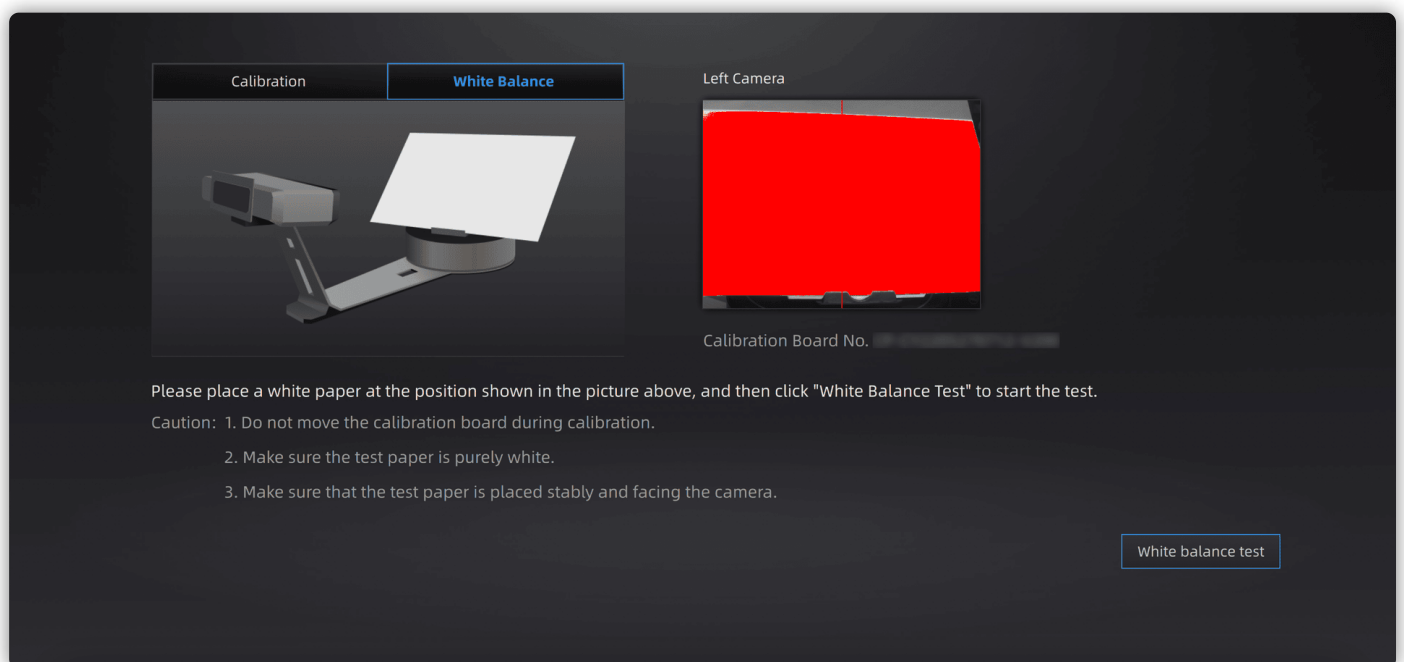 Calibration
White Balance
Left Camera
Calibration Board No.
Please place a white paper at the position shown in the picture above, and then click "White Balance Test" to start the test.
Caution: 1. Do not move the calibration board during calibration.
2. Make sure the test paper is purely white.
3. Make sure that the test paper is placed stably and facing the camera.
White balance test